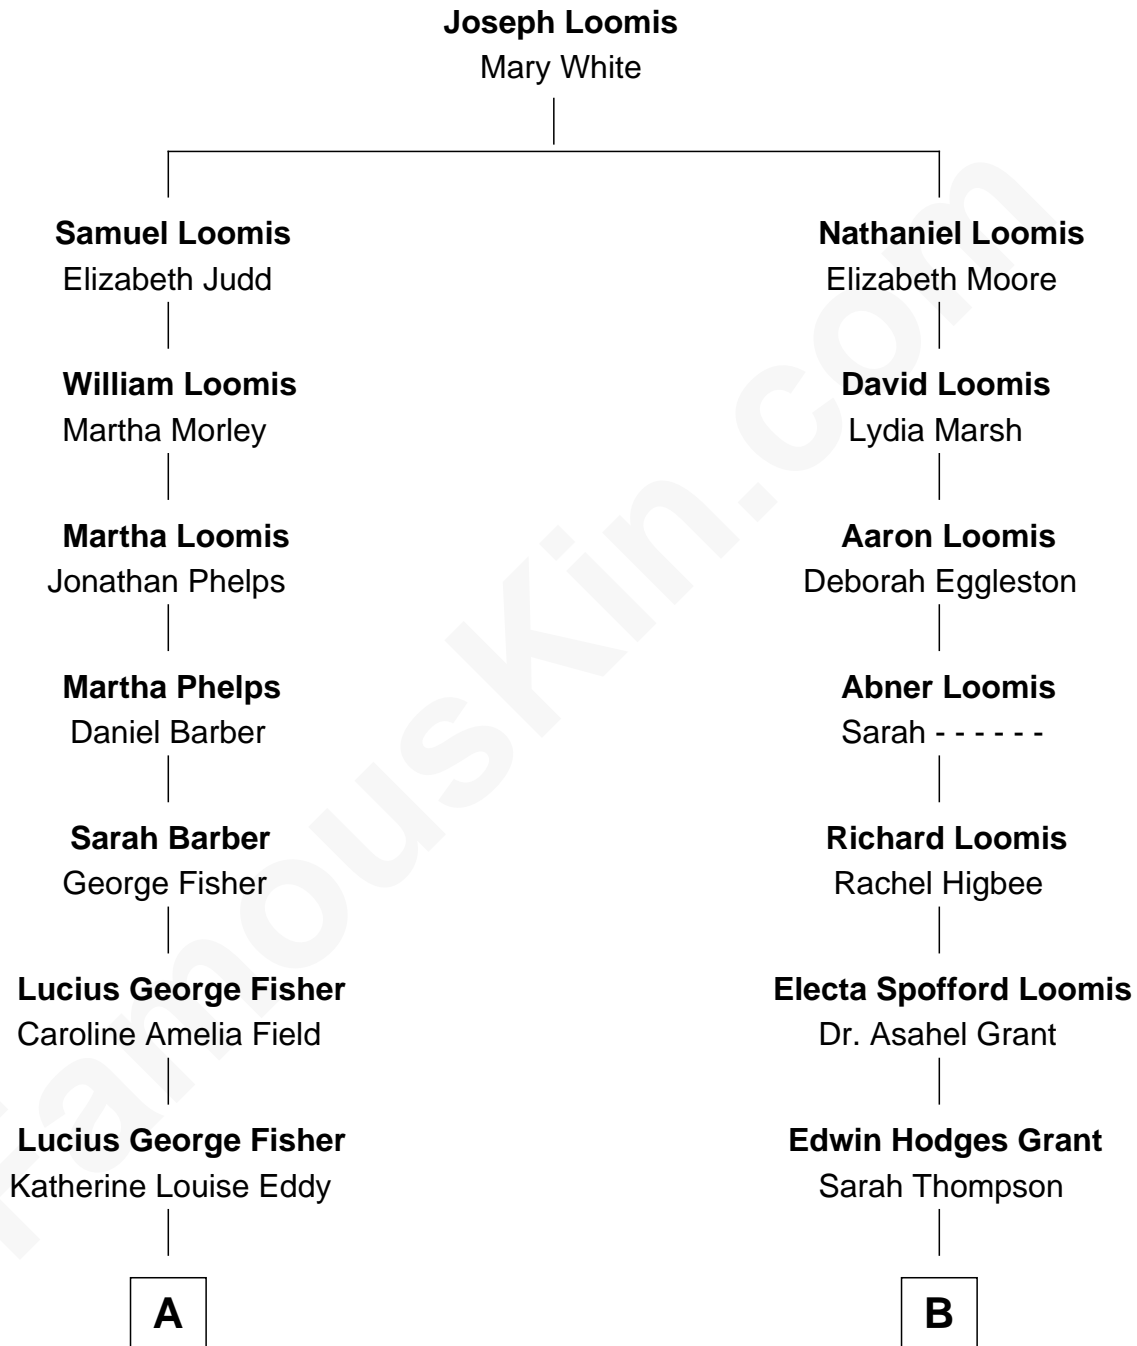 Joseph Loomis
Mary White
Samuel Loomis
Elizabeth Judd
William Loomis
Martha Morley
Martha Loomis
Jonathan Phelps
Martha Phelps
Daniel Barber
Sarah Barber
George Fisher
Lucius George Fisher
Caroline Amelia Field
Lucius George Fisher
Katherine Louise Eddy
A
Nathaniel Loomis
Elizabeth Moore
David Loomis
Lydia Marsh
Aaron Loomis
Deborah Eggleston
Abner Loomis
Sarah - - - - - -
Richard Loomis
Rachel Higbee
Electa Spofford Loomis
Dr. Asahel Grant
Edwin Hodges Grant
Sarah Thompson
B
FamousKin.com